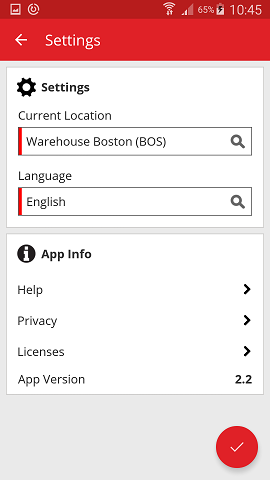 65% 10:45
Settings
Settings
Current Location
Warehouse Boston (BOS)
Language
English
App Info
Help
Privacy
Licenses
App Version 2.2